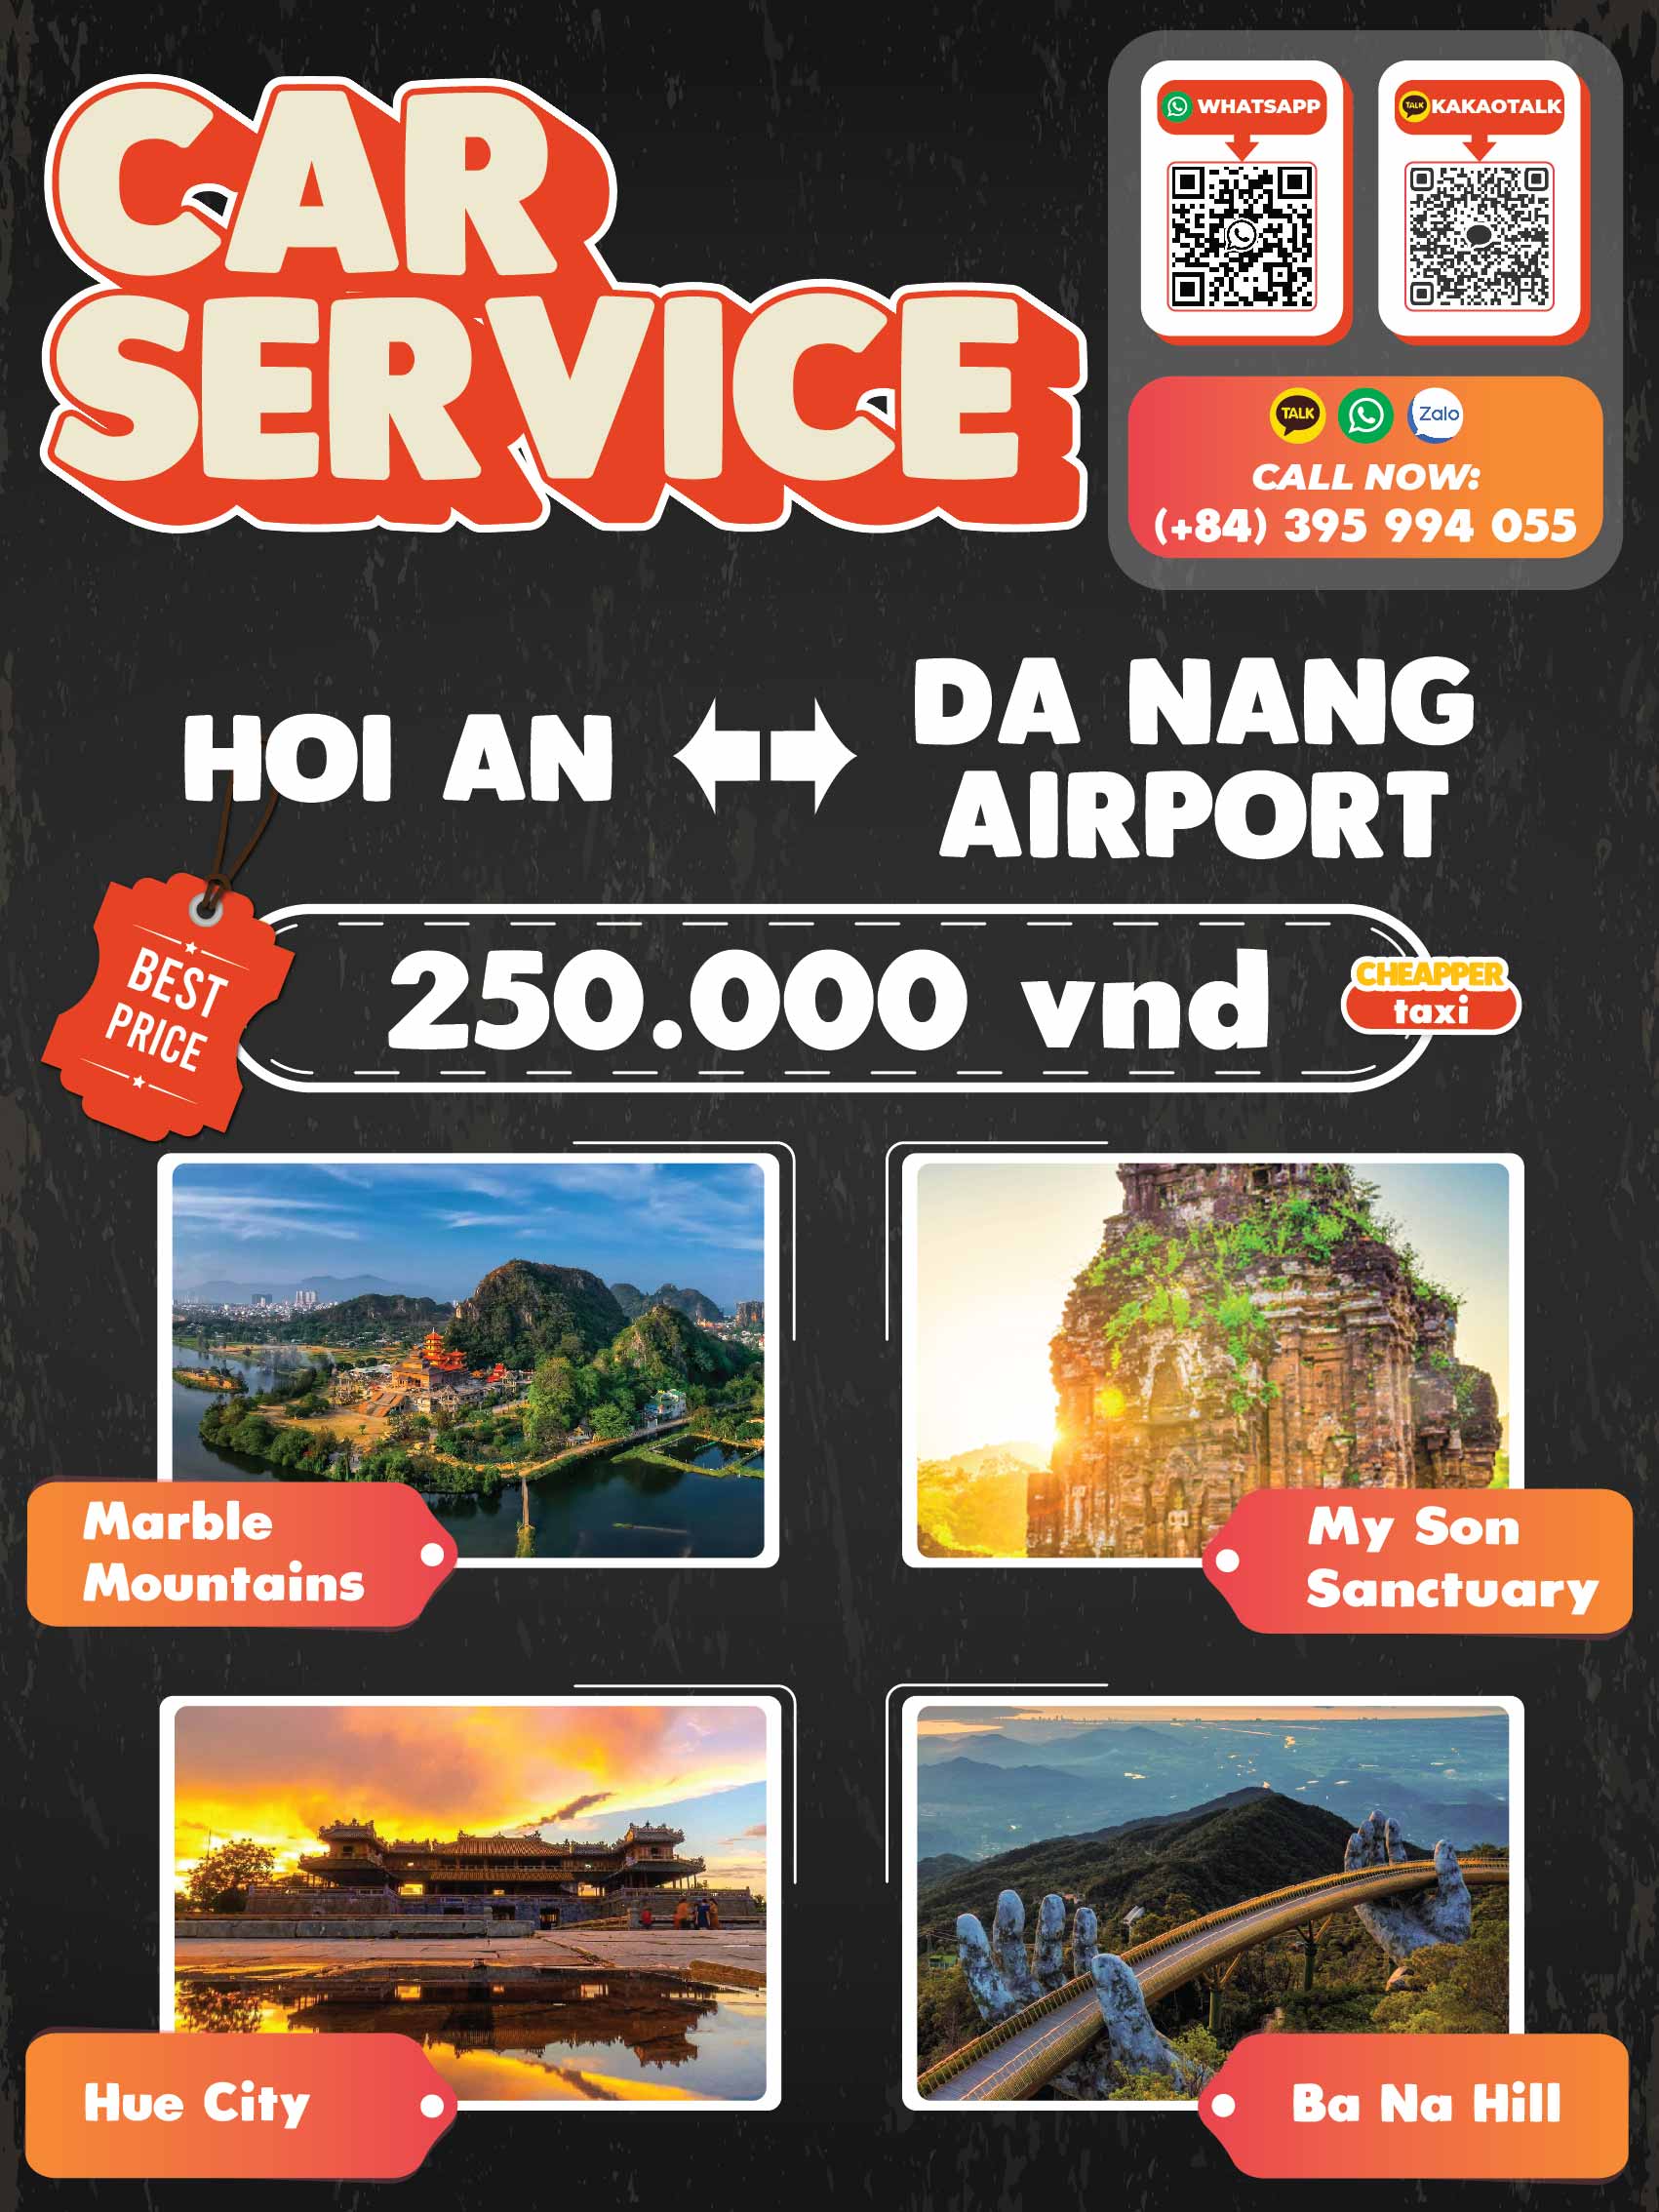 CAR
SERVICE
WHATSAPP
TALK KAKAOTALK
TALK Zalo
CALL NOW:
(+84) 395 994 055
HOI AN
DA NANG
AIRPORT
BEST
PRICE
250.000 vnd
CHEAPPER
taxi
Marble
Mountains
My Son
Sanctuary
Hue City
Ba Na Hill